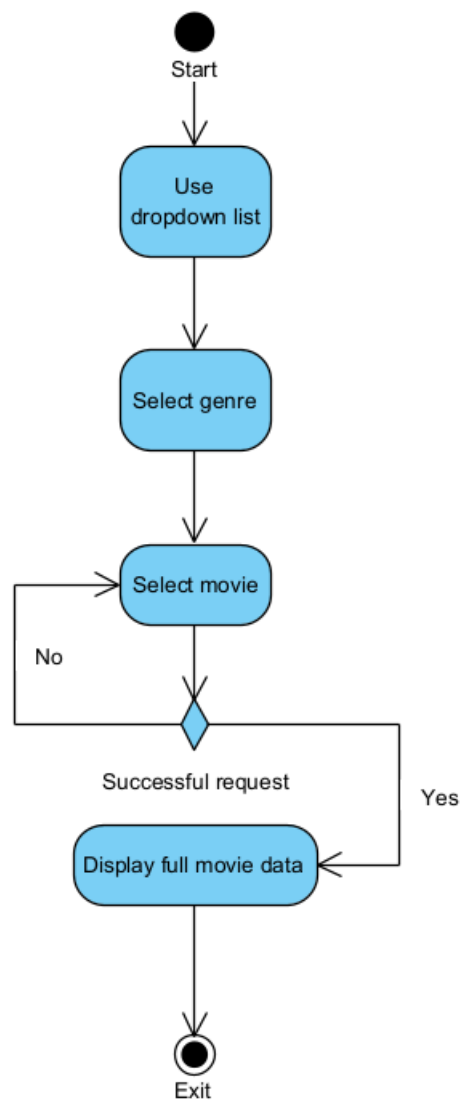 Start
Use
dropdown list
Select genre
Select movie
No
Successful request
Yes
Display full movie data
Exit